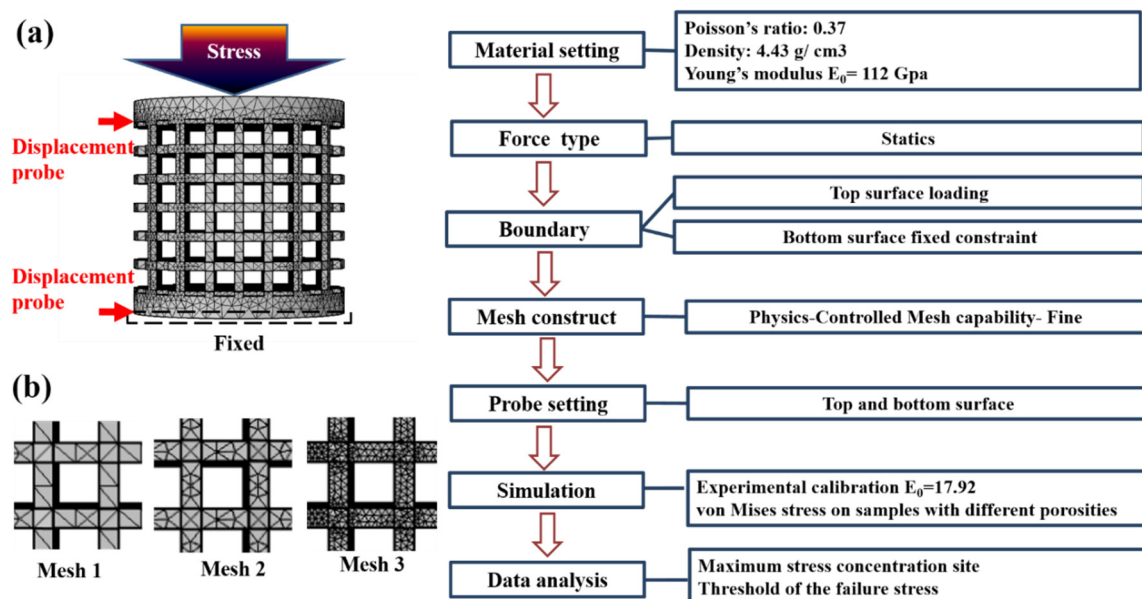 (a)
Stress
Displacement
probe
Displacement
probe
Fixed
(b)
Mesh 1
Mesh 2
Mesh 3
Material setting
Poisson's ratio: 0.37
Density: 4.43 g/ cm3
Young's modulus E₀= 112 Gpa
Force type
Statics
Boundary
Top surface loading
Bottom surface fixed constraint
Mesh construct
Physics-Controlled Mesh capability- Fine
Probe setting
Top and bottom surface
Simulation
Experimental calibration E₀=17.92
von Mises stress on samples with different porosities
Data analysis
Maximum stress concentration site
Threshold of the failure stress